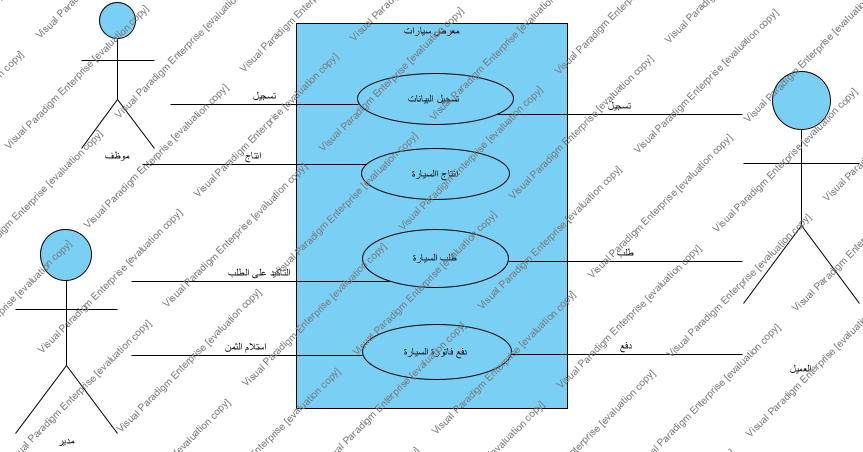 معرض سيارات
تسجيل
تسجيل البيانات
تسجيل
موظف
انتاج
انتاج االسيارة
طلب السيارة
طلب
التأكيد على الطلب
استلام الثمن
دفع فاتورة السيارة
دفع
العميل
مدير
Visual Paradigm Enterprise [evaluation copy]